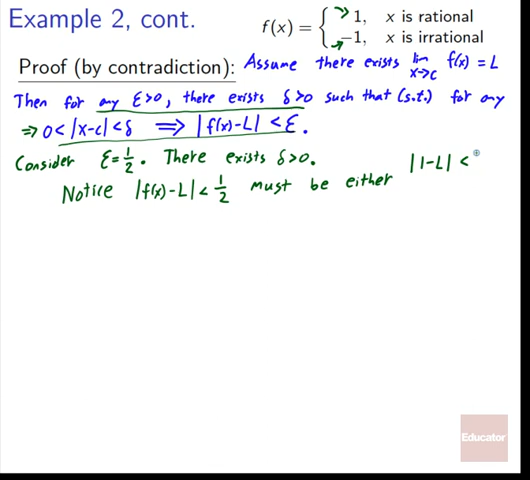 Example 2, cont.
f(x) = { 1, x is rational
−1, x is irrational
Proof (by contradiction): Assume there exists lim x→c f(x) = L
Then for any ε>0, there exists δ>0 such that (s.t.) for any
⇒ 0<|x-c|<δ ⟹ |f(x)-L|<ε.
Consider ε=1/2. There exists δ>0.
Notice |f(x)-L|<1/2 must be either |1-L| <
Educator